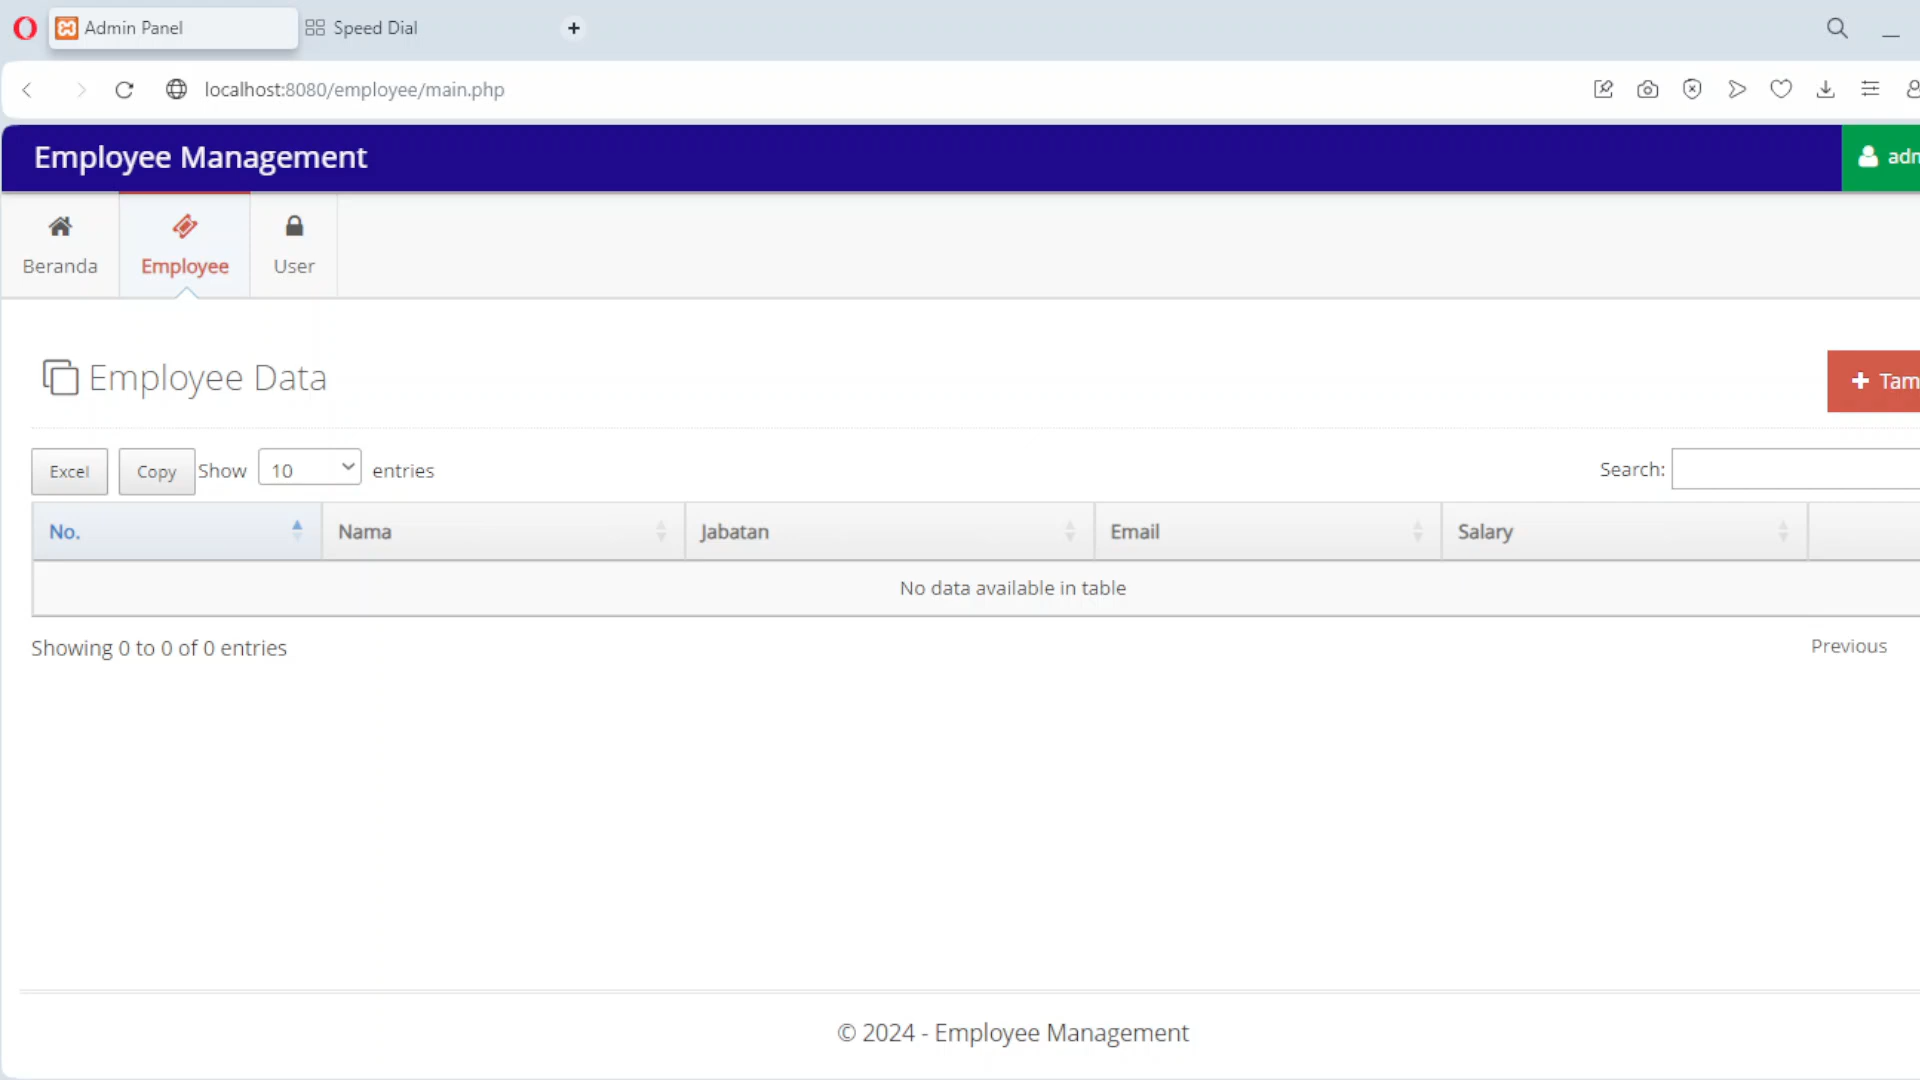 Admin Panel
Speed Dial
localhost:8080/employee/main.php
Employee Management
Beranda
Employee
User
Employee Data
Excel
Copy
Show
10
entries
Search:
No.
Nama
Jabatan
Email
Salary
No data available in table
Showing 0 to 0 of 0 entries
Previous
© 2024 - Employee Management